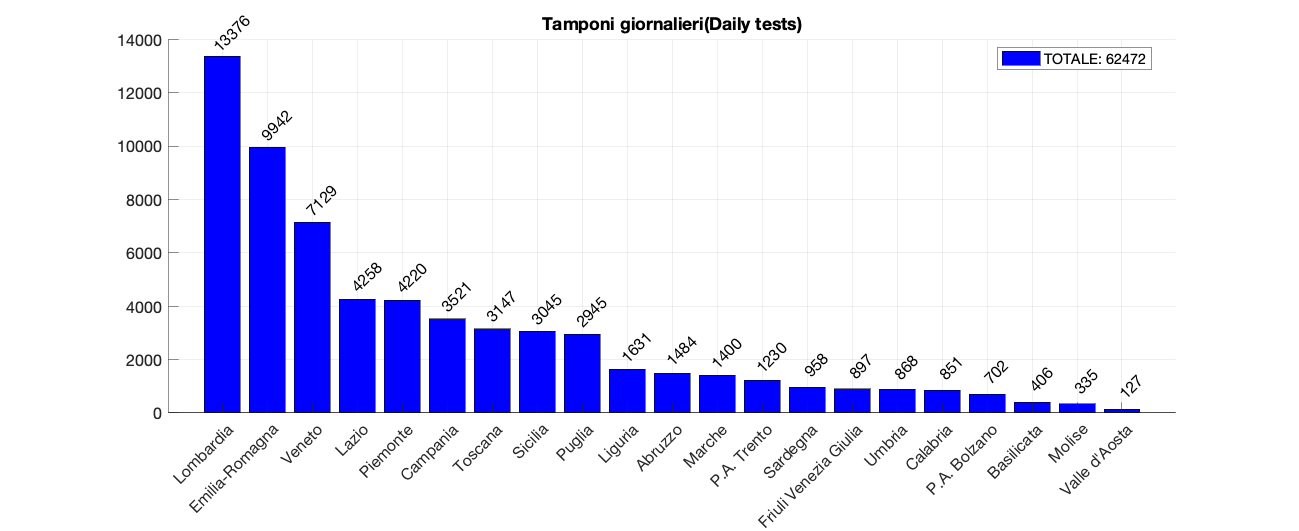 Tamponi giornalieri(Daily tests)
TOTALE: 62472
14000
12000
10000
8000
6000
4000
2000
0
13376
9942
7129
4258
4220
3521
3147
3045
2945
1631
1484
1400
1230
958
897
868
851
702
406
335
127
Lombardia
Emilia-Romagna
Veneto
Lazio
Piemonte
Campania
Toscana
Sicilia
Puglia
Liguria
Abruzzo
Marche
P.A. Trento
Sardegna
Friuli Venezia Giulia
Umbria
Calabria
P.A. Bolzano
Basilicata
Molise
Valle d'Aosta